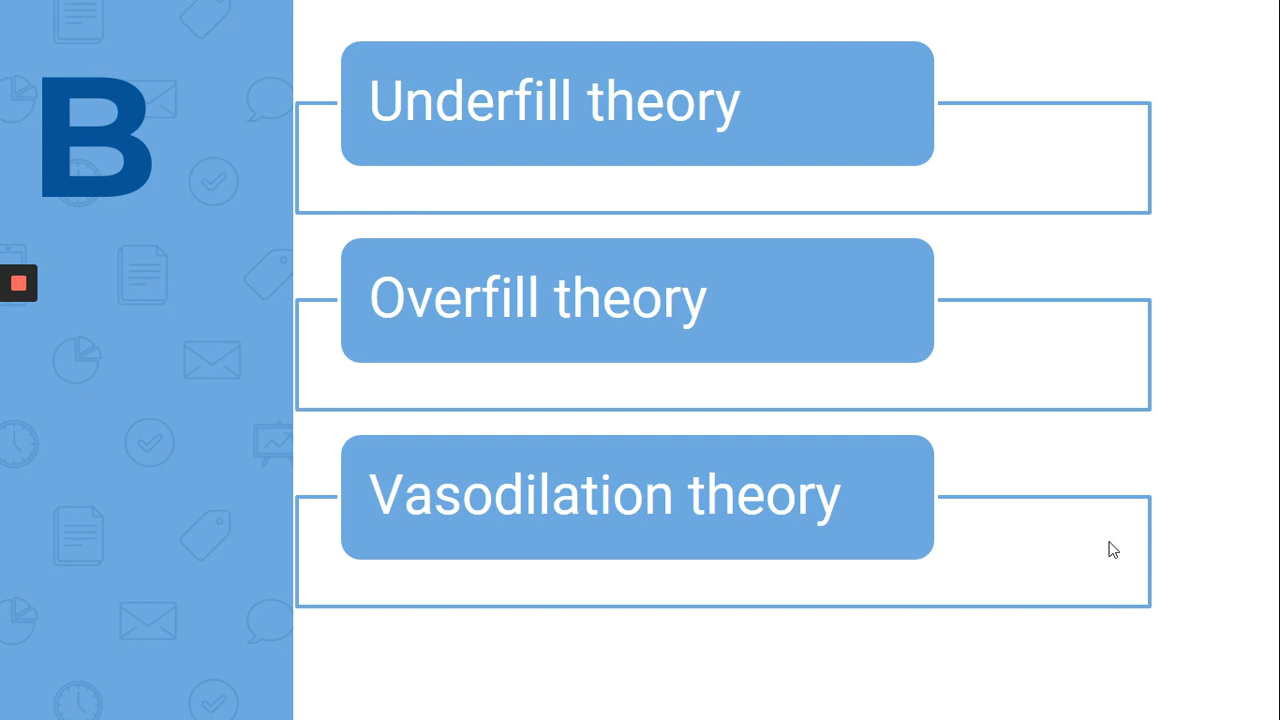 B
Underfill theory
Overfill theory
Vasodilation theory